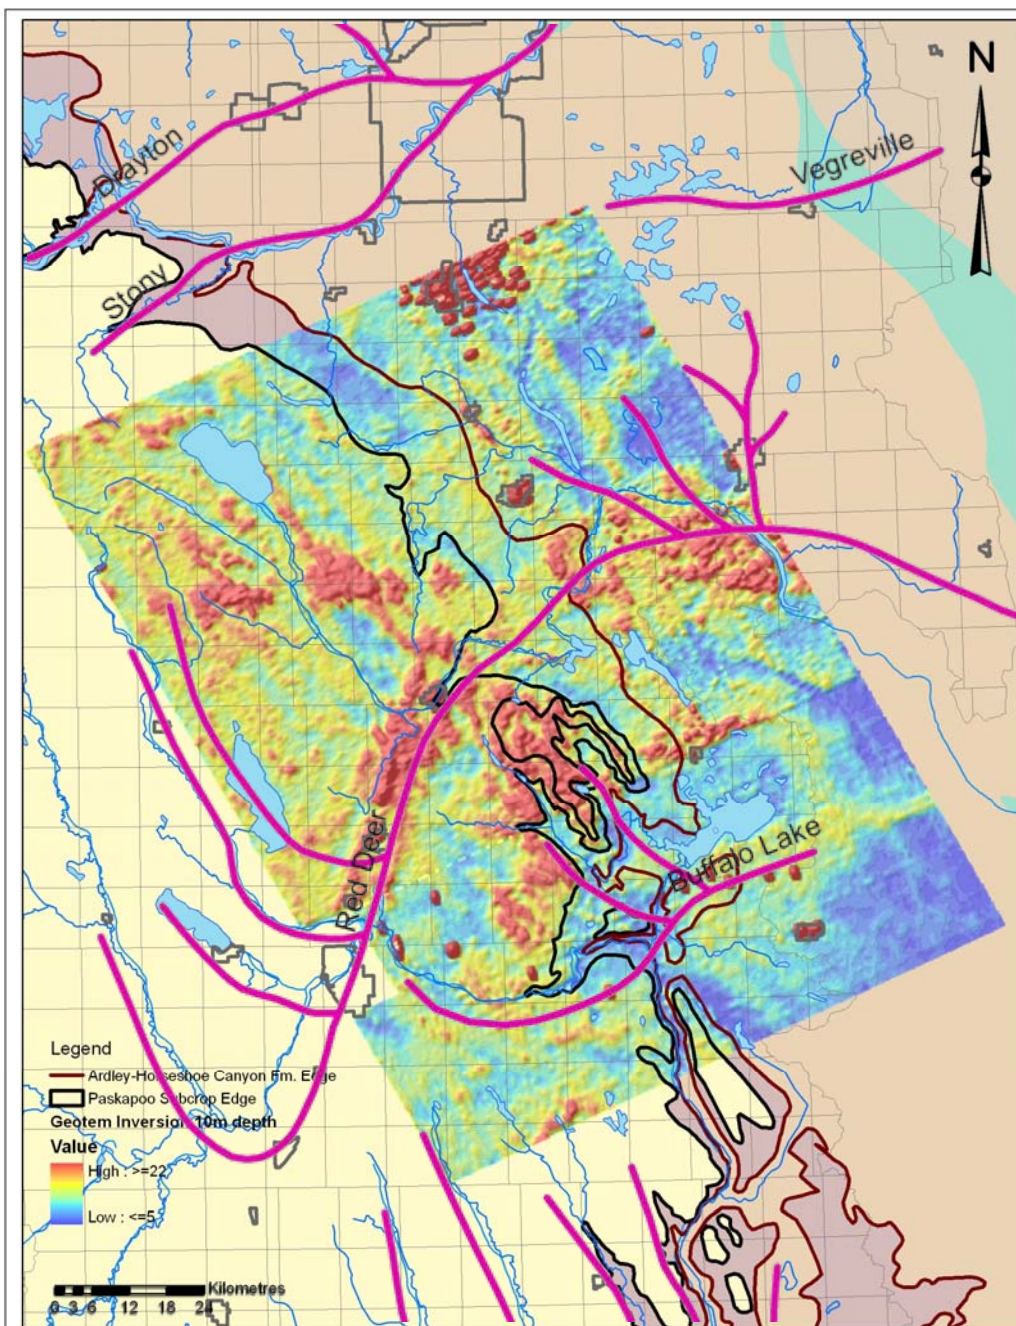 N
Drayton
Vegreville
Stony
Buffalo Lake
Red Deer
Legend
Ardley-Horseshoe Canyon Fm. Edge
Paskapoo Subcrop Edge
Geotem Inversion 10m depth
Value
High : >=22
Low : <=5
Kilometres
0 3 6 12 18 24